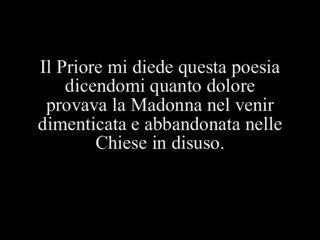 Il Priore mi diede questa poesia
dicendomi quanto dolore
provava la Madonna nel venir
dimenticata e abbandonata nelle
Chiese in disuso.